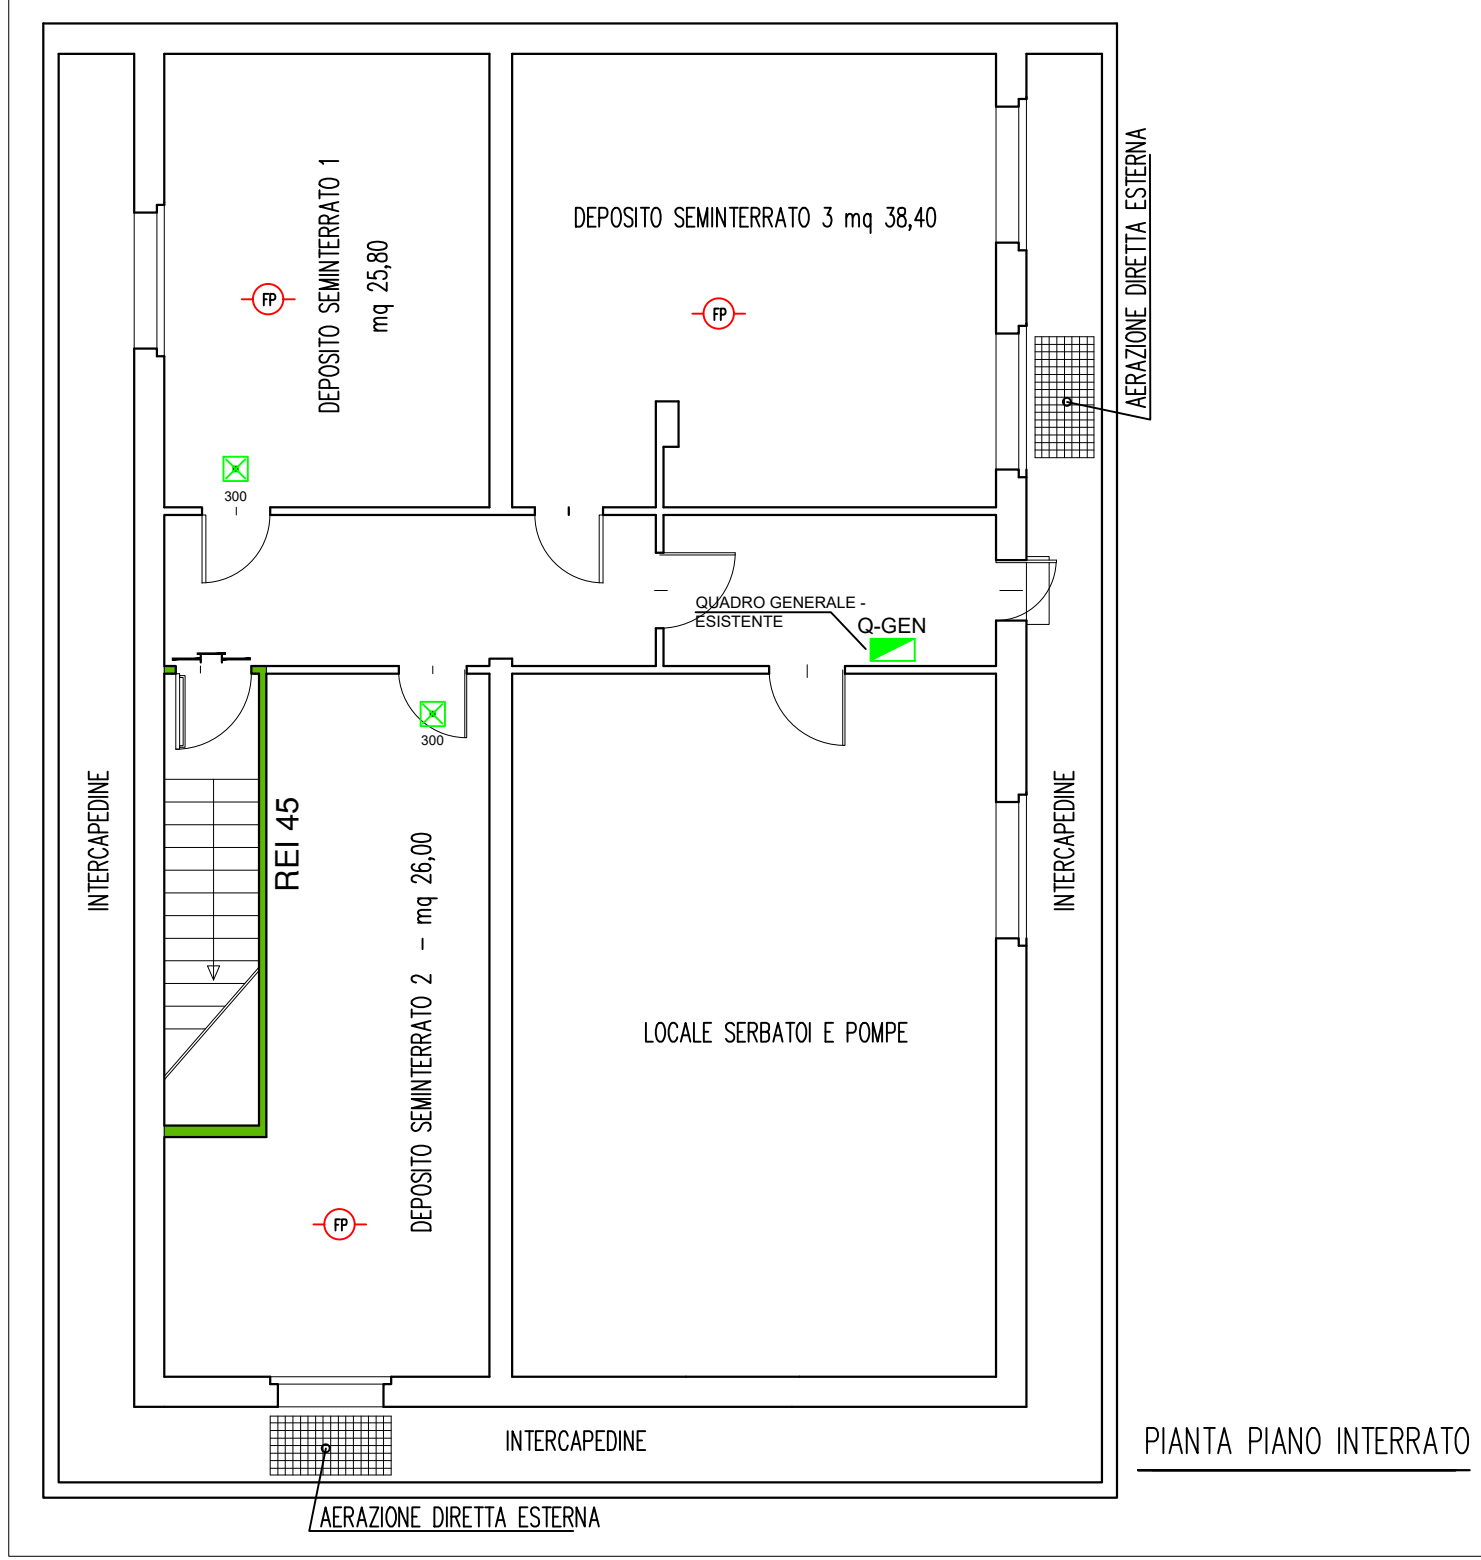 DEPOSITO SEMINTERRATO 1
mq 25,80
DEPOSITO SEMINTERRATO 3 mq 38,40
AERAZIONE DIRETTA ESTERNA
FP
FP
300
QUADRO GENERALE -
ESISTENTE
Q-GEN
300
INTERCAPEDINE
REI 45
DEPOSITO SEMINTERRATO 2 - mq 26,00
INTERCAPEDINE
LOCALE SERBATOI E POMPE
FP
INTERCAPEDINE
PIANTA PIANO INTERRATO
AERAZIONE DIRETTA ESTERNA